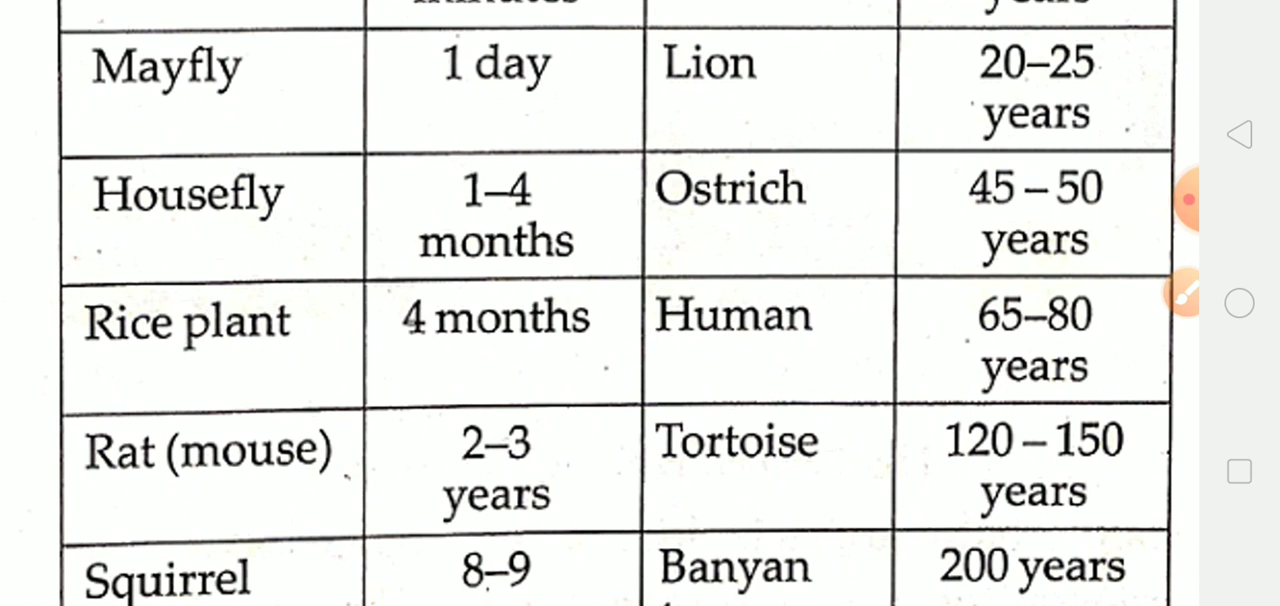 Mayfly 1 day Lion 20–25
years
Housefly 1–4 Ostrich 45 – 50
months years
Rice plant 4 months Human 65–80
years
Rat (mouse) 2–3 Tortoise 120 – 150
years years
Squirrel 8–9 Banyan 200 years